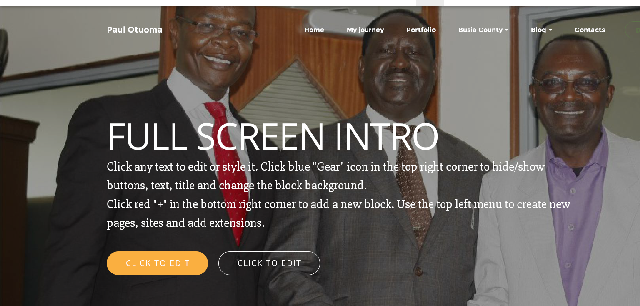 Paul Otuoma
Home My journey Portfolio Busia County Blog Contacts
FULL SCREEN INTRO
Click any text to edit or style it. Click blue "Gear" icon in the top right corner to hide/show
buttons, text, title and change the block background.
Click red "+" in the bottom right corner to add a new block. Use the top left menu to create new
pages, sites and add extensions.
CLICK TO EDIT CLICK TO EDIT